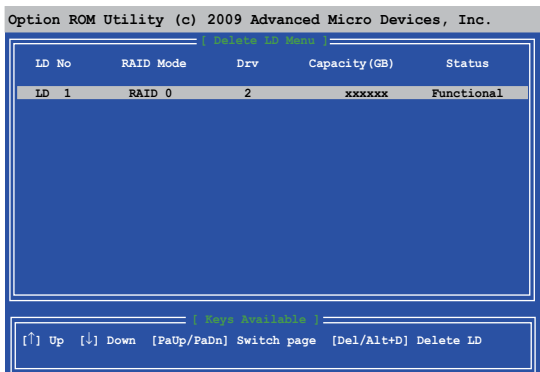 Option ROM Utility (c) 2009 Advanced Micro Devices, Inc.
[ Delete LD Menu ]
LD No RAID Mode Drv Capacity(GB) Status
LD 1 RAID 0 2 xxxxxx Functional
[ Keys Available ]
[↑] Up [↓] Down [PaUp/PaDn] Switch page [Del/Alt+D] Delete LD